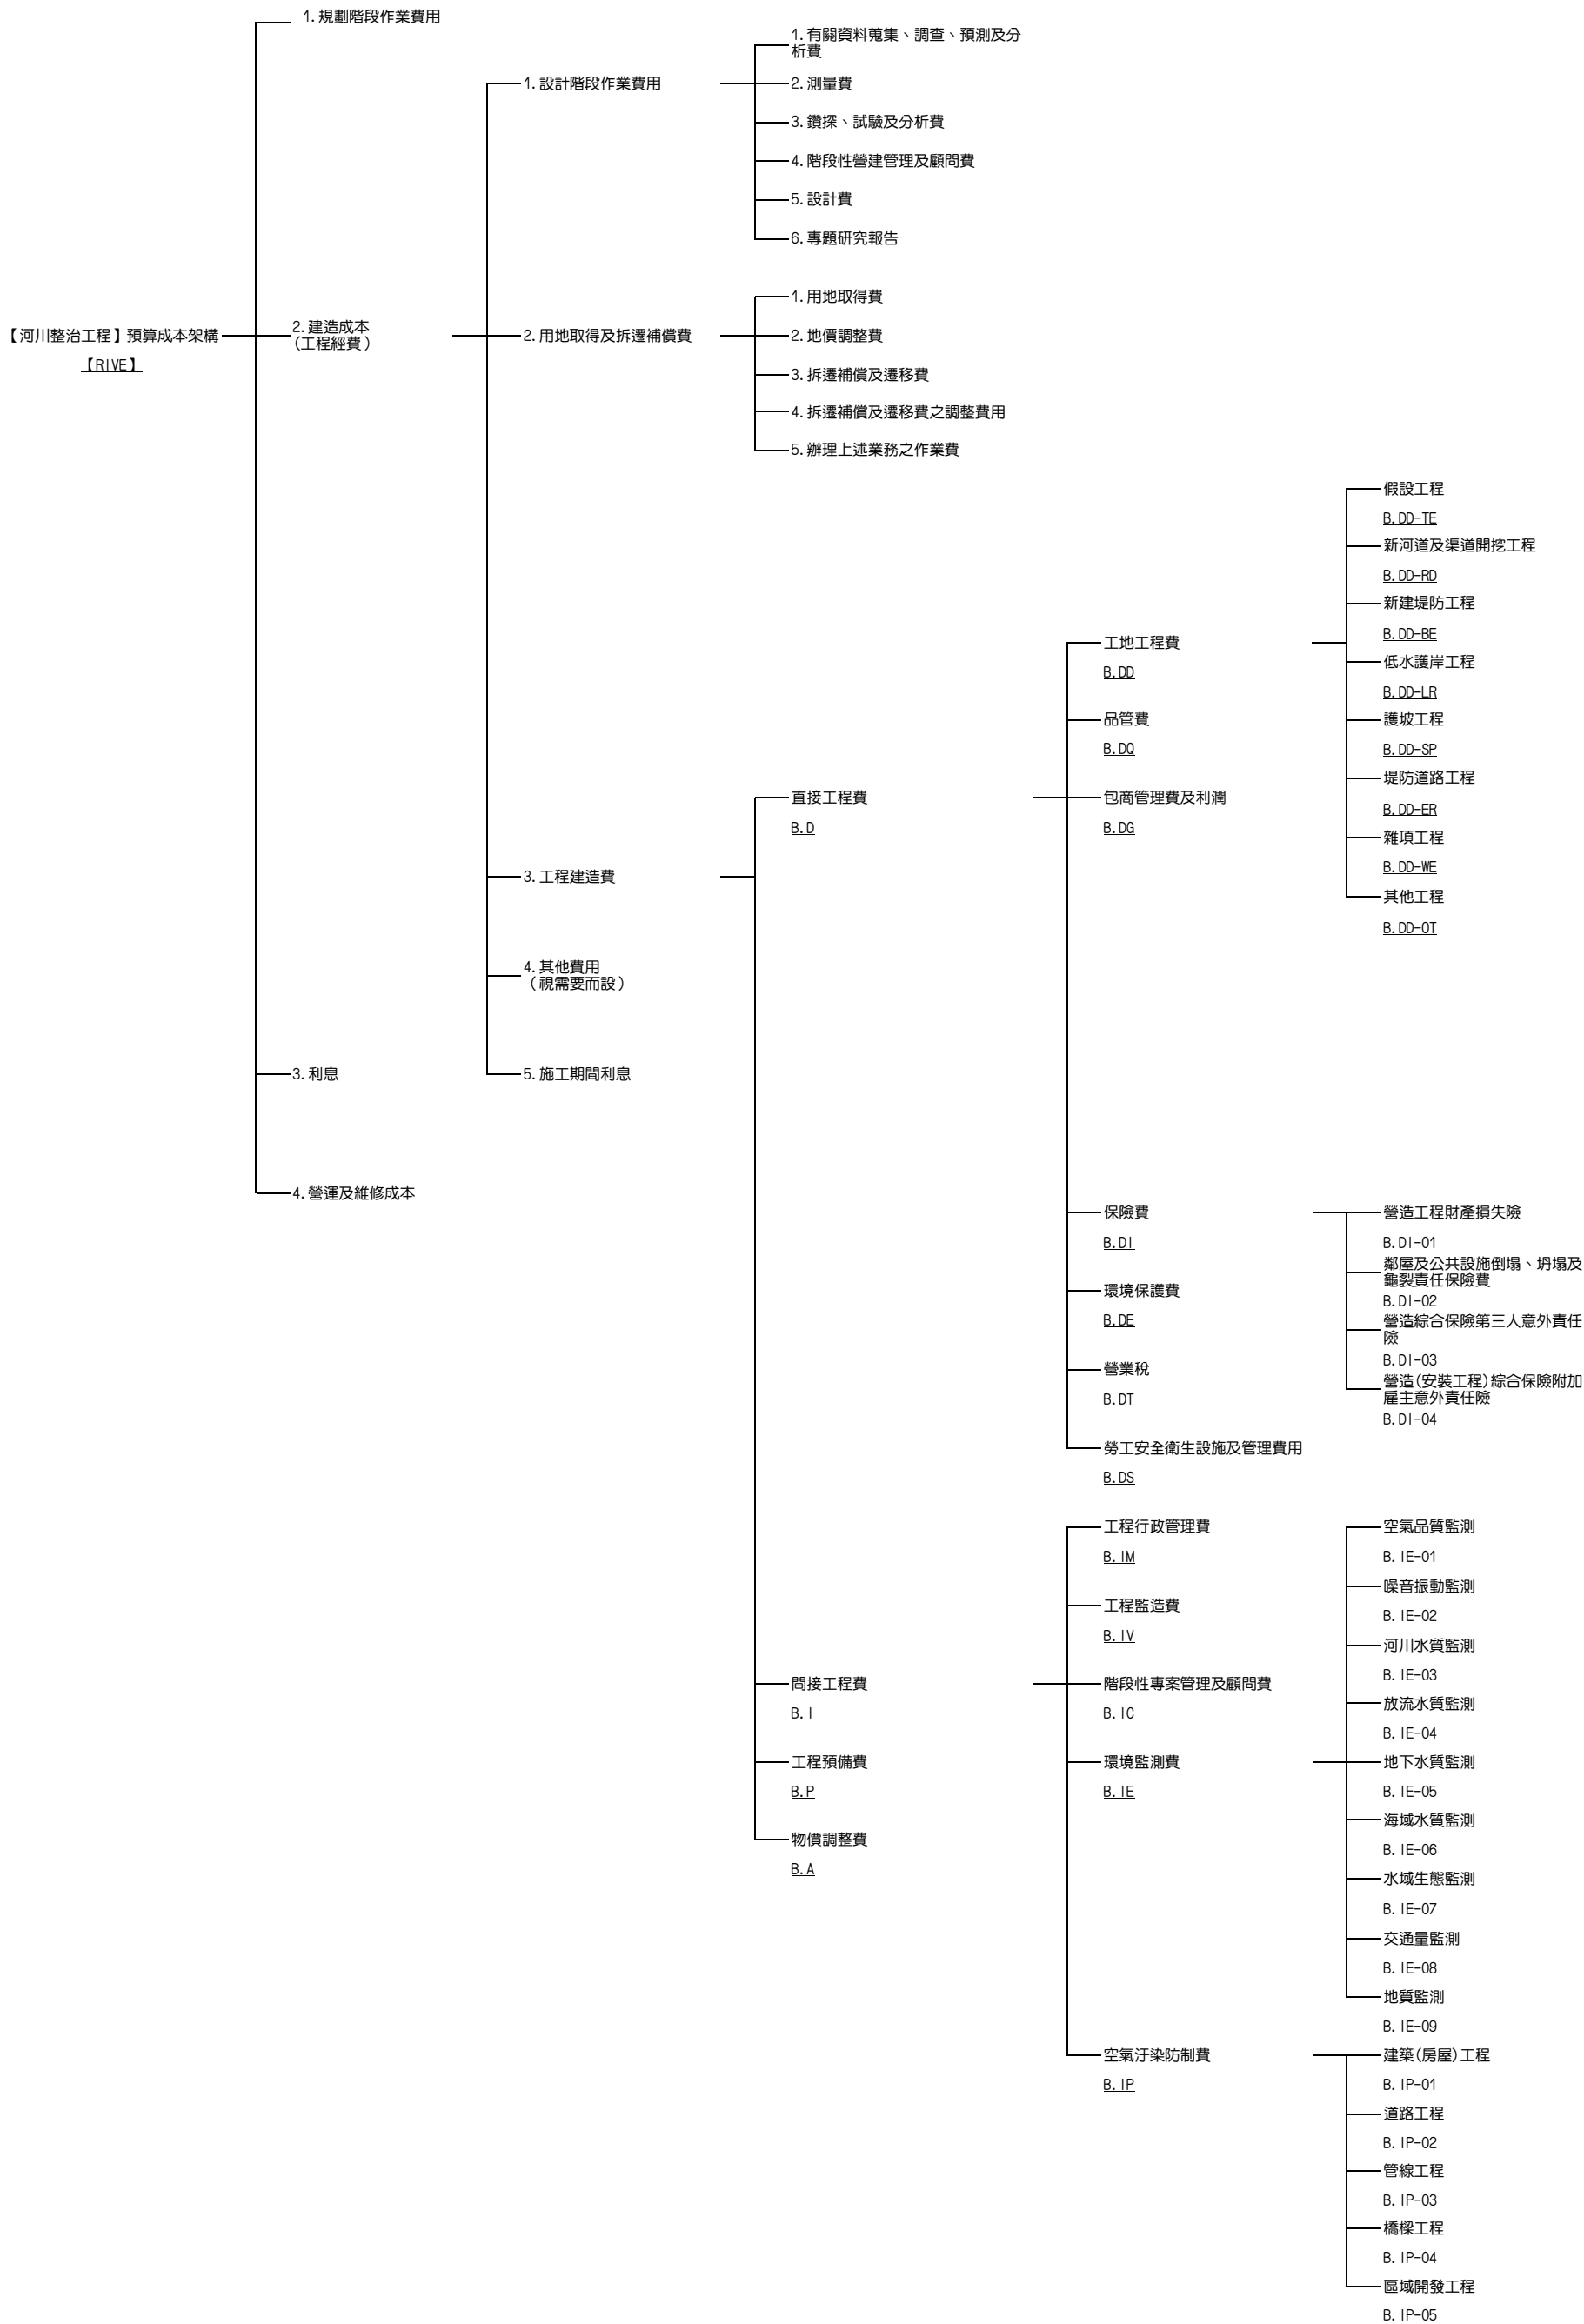 1.規劃階段作業費用
1.有關資料蒐集、調查、預測及分
析費
1.設計階段作業費用
2.測量費
3.鑽探、試驗及分析費
4.階段性營建管理及顧問費
5.設計費
6.專題研究報告
1.用地取得費
【河川整治工程】預算成本架構
【RIVE】
2.建造成本
(工程經費)
2.用地取得及拆遷補償費
2.地價調整費
3.拆遷補償及遷移費
4.拆遷補償及遷移費之調整費用
5.辦理上述業務之作業費
假設工程
B.DD-TE
新河道及渠道開挖工程
B.DD-RD
新建堤防工程
B.DD-BE
工地工程費
B.DD
低水護岸工程
B.DD-LR
品管費
B.DQ
護坡工程
B.DD-SP
堤防道路工程
B.DD-ER
直接工程費
B.D
包商管理費及利潤
B.DG
雜項工程
B.DD-WE
3.工程建造費
其他工程
B.DD-OT
4.其他費用
(視需要而設)
3.利息
5.施工期間利息
4.營運及維修成本
保險費
B.DI
營造工程財產損失險
B.DI-01
鄰屋及公共設施倒塌、坍塌及
龜裂責任保險費
B.DI-02
環境保護費
B.DE
營造綜合保險第三人意外責任
險
B.DI-03
營業稅
B.DT
營造(安裝工程)綜合保險附加
雇主意外責任險
B.DI-04
勞工安全衛生設施及管理費用
B.DS
工程行政管理費
B.IM
空氣品質監測
B.IE-01
噪音振動監測
B.IE-02
工程監造費
B.IV
河川水質監測
B.IE-03
間接工程費
B.I
階段性專案管理及顧問費
B.IC
放流水質監測
B.IE-04
工程預備費
B.P
環境監測費
B.IE
地下水質監測
B.IE-05
海域水質監測
B.IE-06
物價調整費
B.A
水域生態監測
B.IE-07
交通量監測
B.IE-08
地質監測
B.IE-09
空氣汙染防制費
B.IP
建築(房屋)工程
B.IP-01
道路工程
B.IP-02
管線工程
B.IP-03
橋樑工程
B.IP-04
區域開發工程
B.IP-05